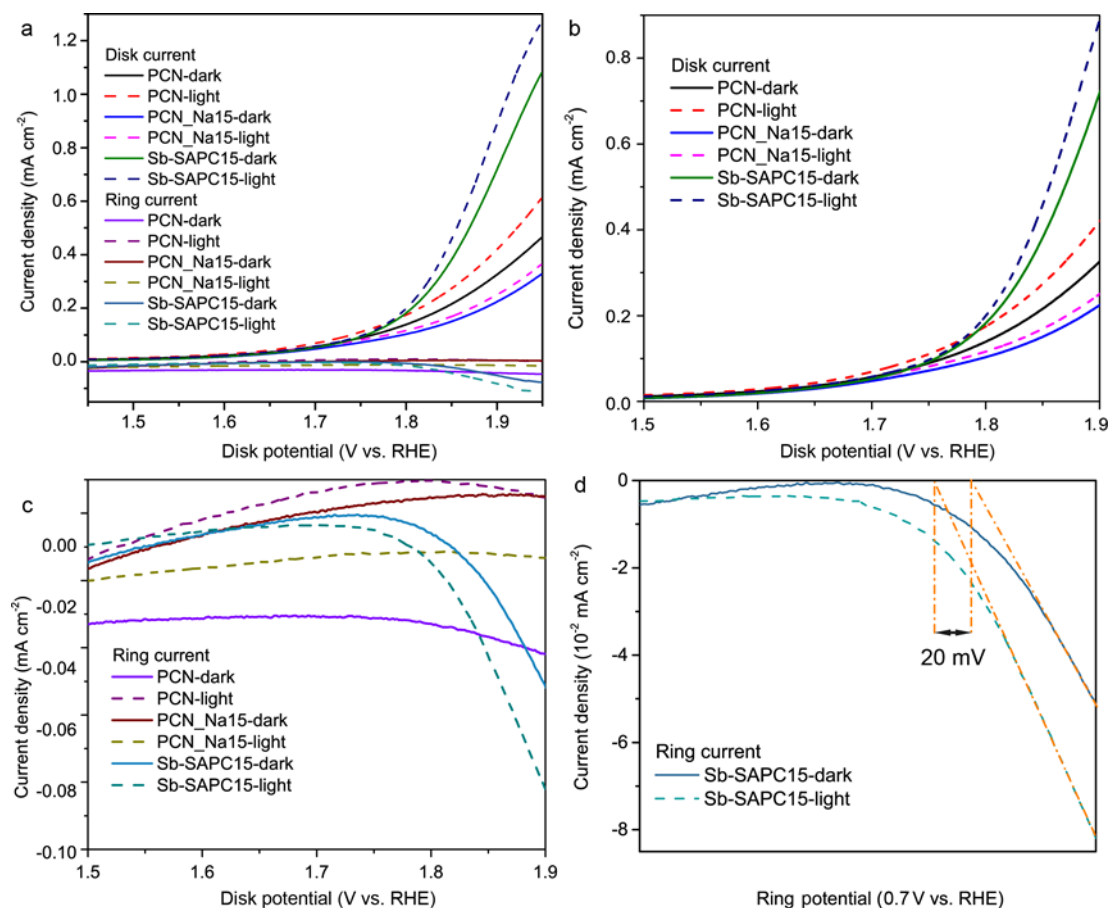 a
Current density (mA cm⁻²)
1.2
1.0
0.8
0.6
0.4
0.2
0.0
Disk current
PCN-dark
PCN-light
PCN_Na15-dark
PCN_Na15-light
Sb-SAPC15-dark
Sb-SAPC15-light
Ring current
PCN-dark
PCN-light
PCN_Na15-dark
PCN_Na15-light
Sb-SAPC15-dark
Sb-SAPC15-light
1.5 1.6 1.7 1.8 1.9
Disk potential (V vs. RHE)
b
Current density (mA cm⁻²)
0.8
0.6
0.4
0.2
0.0
Disk current
PCN-dark
PCN-light
PCN_Na15-dark
PCN_Na15-light
Sb-SAPC15-dark
Sb-SAPC15-light
1.5 1.6 1.7 1.8 1.9
Disk potential (V vs. RHE)
c
Current density (mA cm⁻²)
0.00
-0.02
-0.04
-0.06
-0.08
-0.10
Ring current
PCN-dark
PCN-light
PCN_Na15-dark
PCN_Na15-light
Sb-SAPC15-dark
Sb-SAPC15-light
1.5 1.6 1.7 1.8 1.9
Disk potential (V vs. RHE)
d
Current density (10⁻² mA cm⁻²)
0
-2
-4
-6
-8
20 mV
Ring current
Sb-SAPC15-dark
Sb-SAPC15-light
Ring potential (0.7 V vs. RHE)